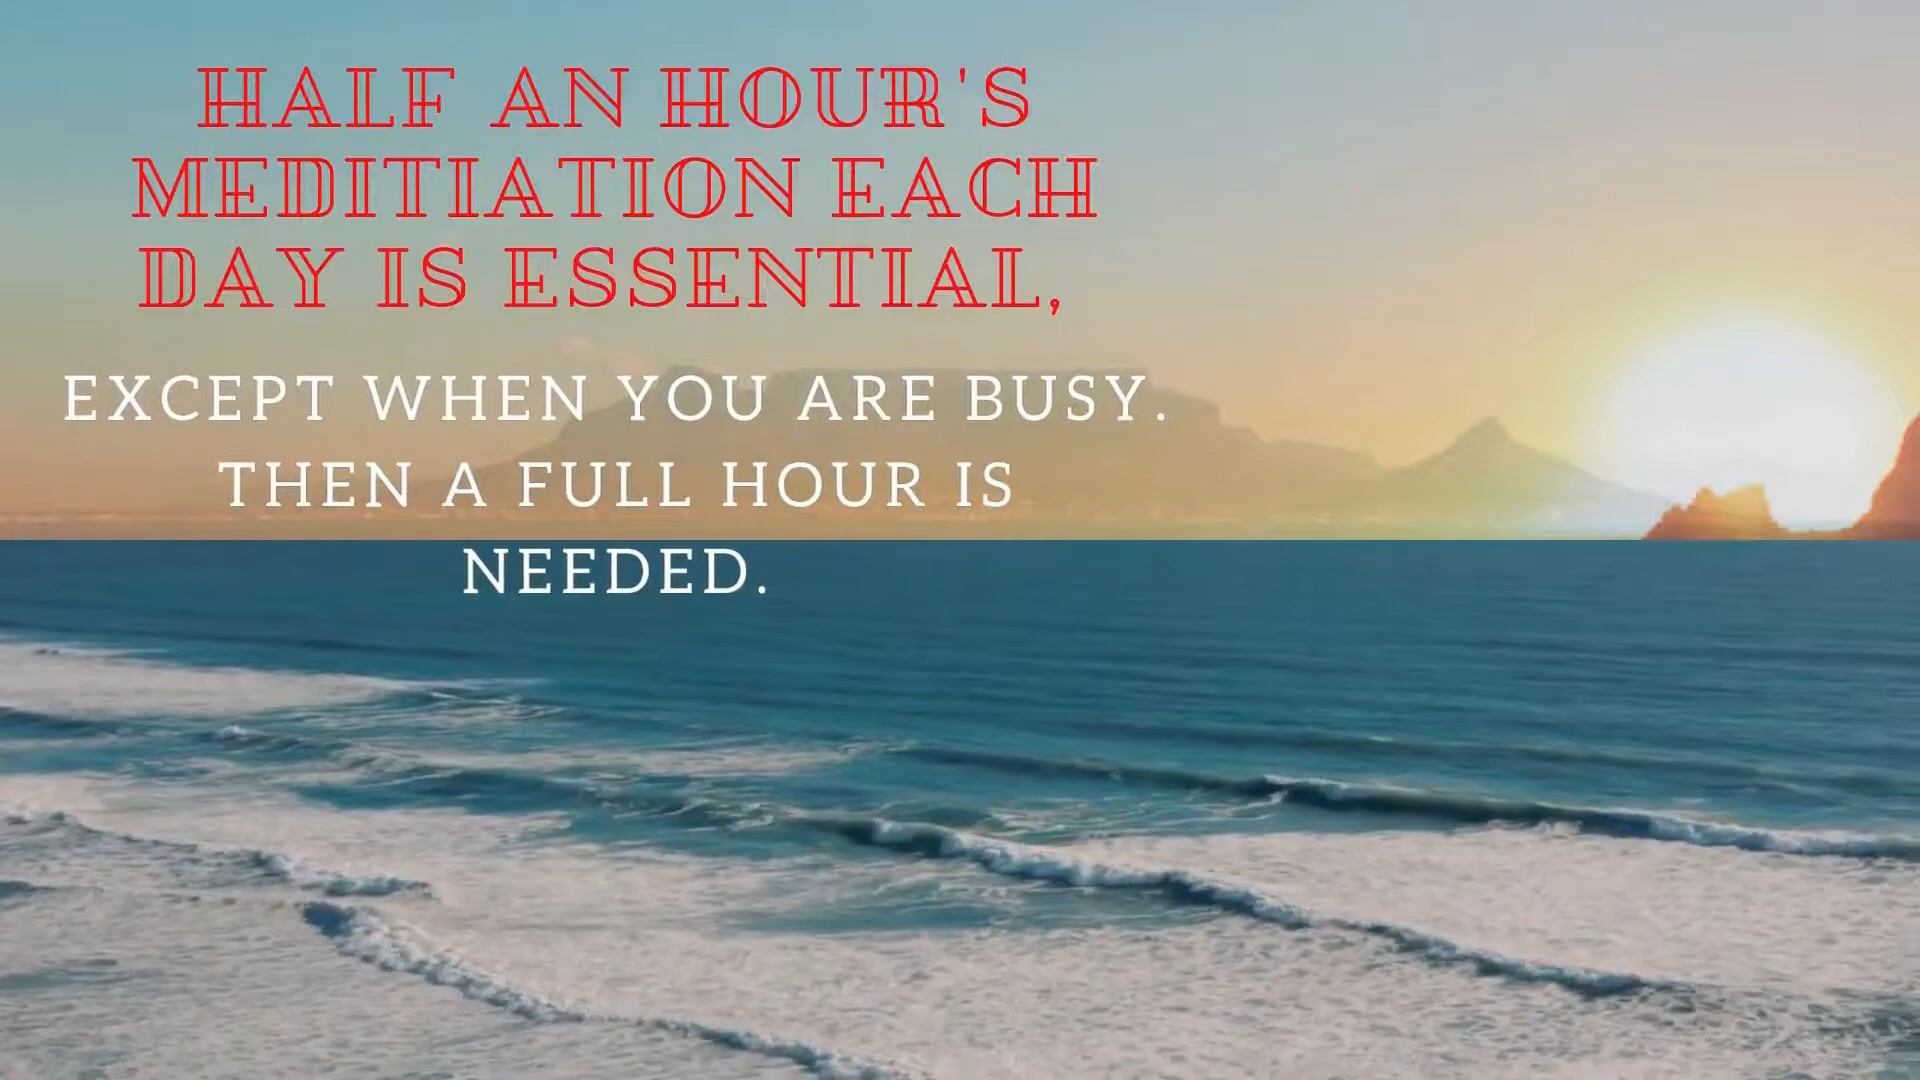 HALF AN HOUR'S
MEDITIATION EACH
DAY IS ESSENTIAL,
EXCEPT WHEN YOU ARE BUSY.
THEN A FULL HOUR IS
NEEDED.